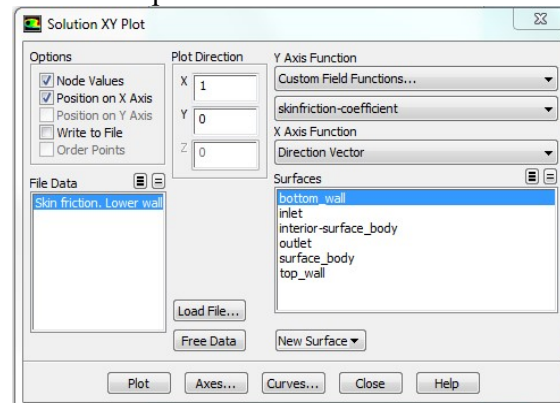 Solution XY Plot
Options
Node Values
Position on X Axis
Position on Y Axis
Write to File
Order Points
Plot Direction
X 1
Y 0
Z 0
Y Axis Function
Custom Field Functions...
skinfriction-coefficient
X Axis Function
Direction Vector
File Data
Skin friction. Lower wall
Surfaces
bottom_wall
inlet
interior-surface_body
outlet
surface_body
top_wall
Load File...
Free Data
New Surface
Plot Axes... Curves... Close Help